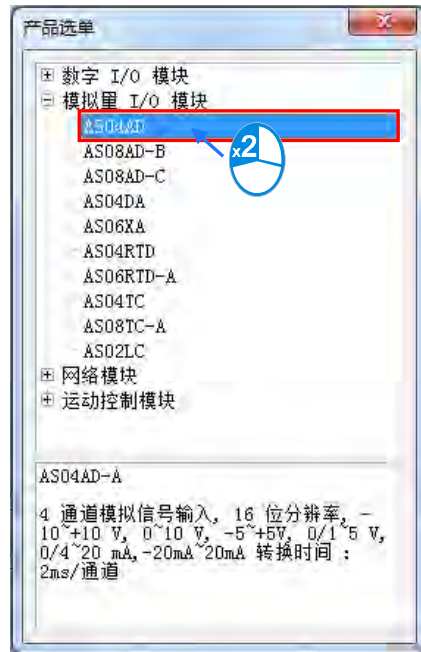 产品选单
数字 I/O 模块
模拟量 I/O 模块
AS04AD
x2
AS08AD-B
AS08AD-C
AS04DA
AS06XA
AS04RTD
AS06RTD-A
AS04TC
AS08TC-A
AS02LC
网络模块
运动控制模块
AS04AD-A
4 通道模拟信号输入, 16 位分辨率, -
10~+10 V, 0~10 V, -5~+5V, 0/1~5 V,
0/4~20 mA,-20mA~20mA 转换时间 :
2ms/通道